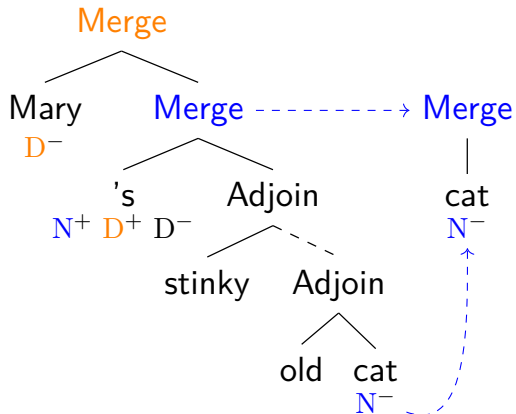 Merge
Mary Merge Merge
D⁻
's Adjoin cat
N⁺ D⁺ D⁻ N⁻
stinky Adjoin
old cat
N⁻